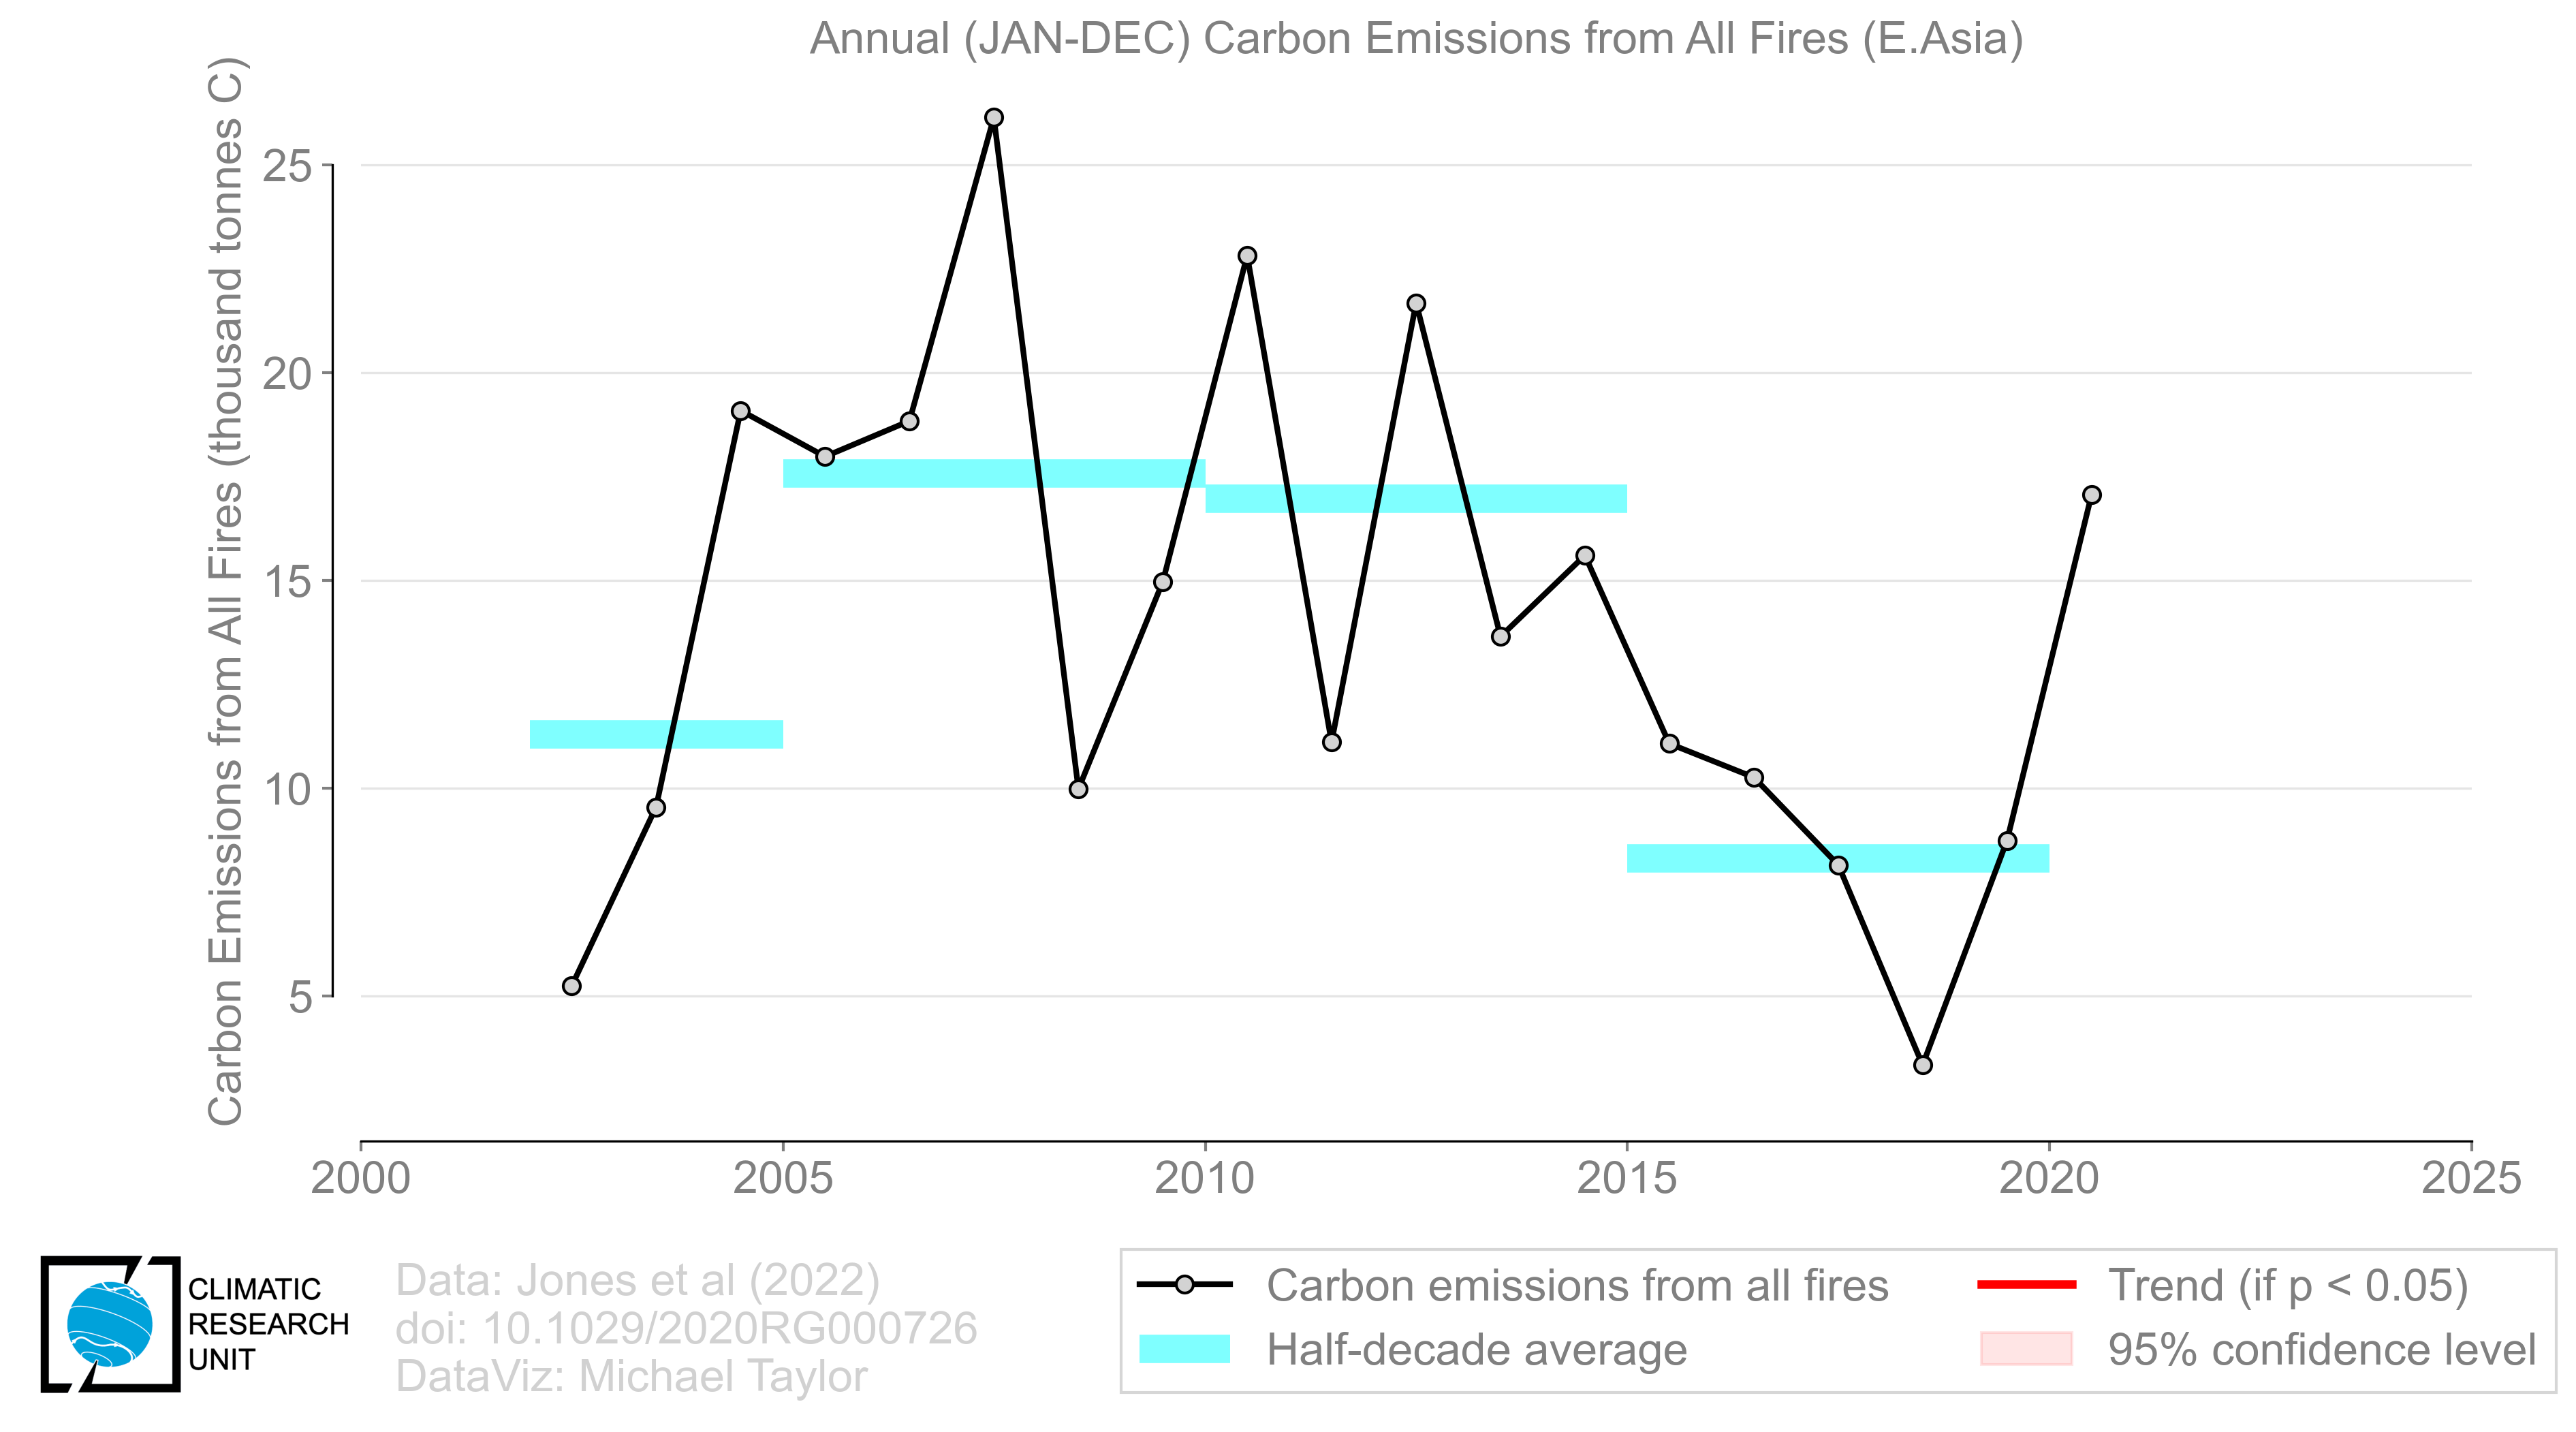 Annual (JAN-DEC) Carbon Emissions from All Fires (E.Asia)
Carbon Emissions from All Fires (thousand tonnes C)
25
20
15
10
5
2000
2005
2010
2015
2020
2025
CLIMATIC
RESEARCH
UNIT
Data: Jones et al (2022)
doi: 10.1029/2020RG000726
DataViz: Michael Taylor
Carbon emissions from all fires
Half-decade average
Trend (if p < 0.05)
95% confidence level